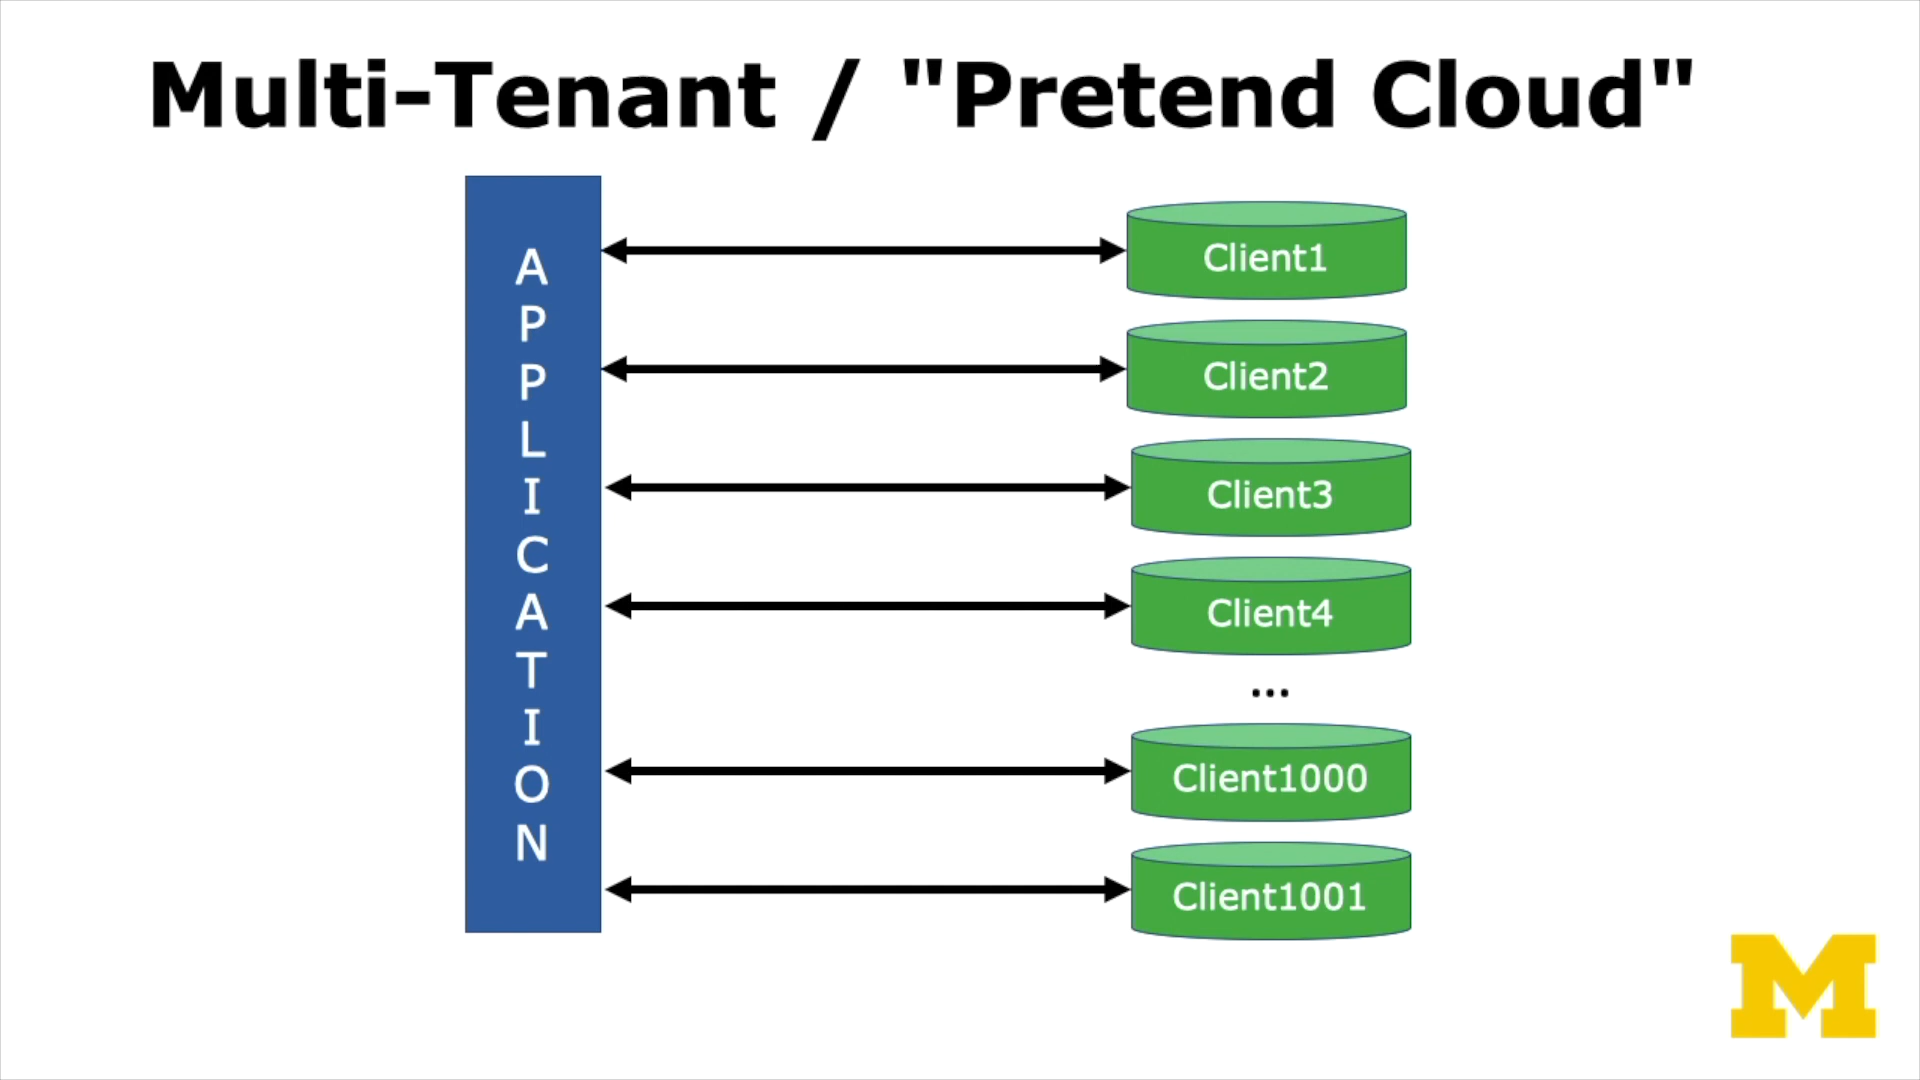 Multi-Tenant / "Pretend Cloud"
A
P
P
L
I
C
A
T
I
O
N
Client1
Client2
Client3
Client4
...
Client1000
Client1001
M